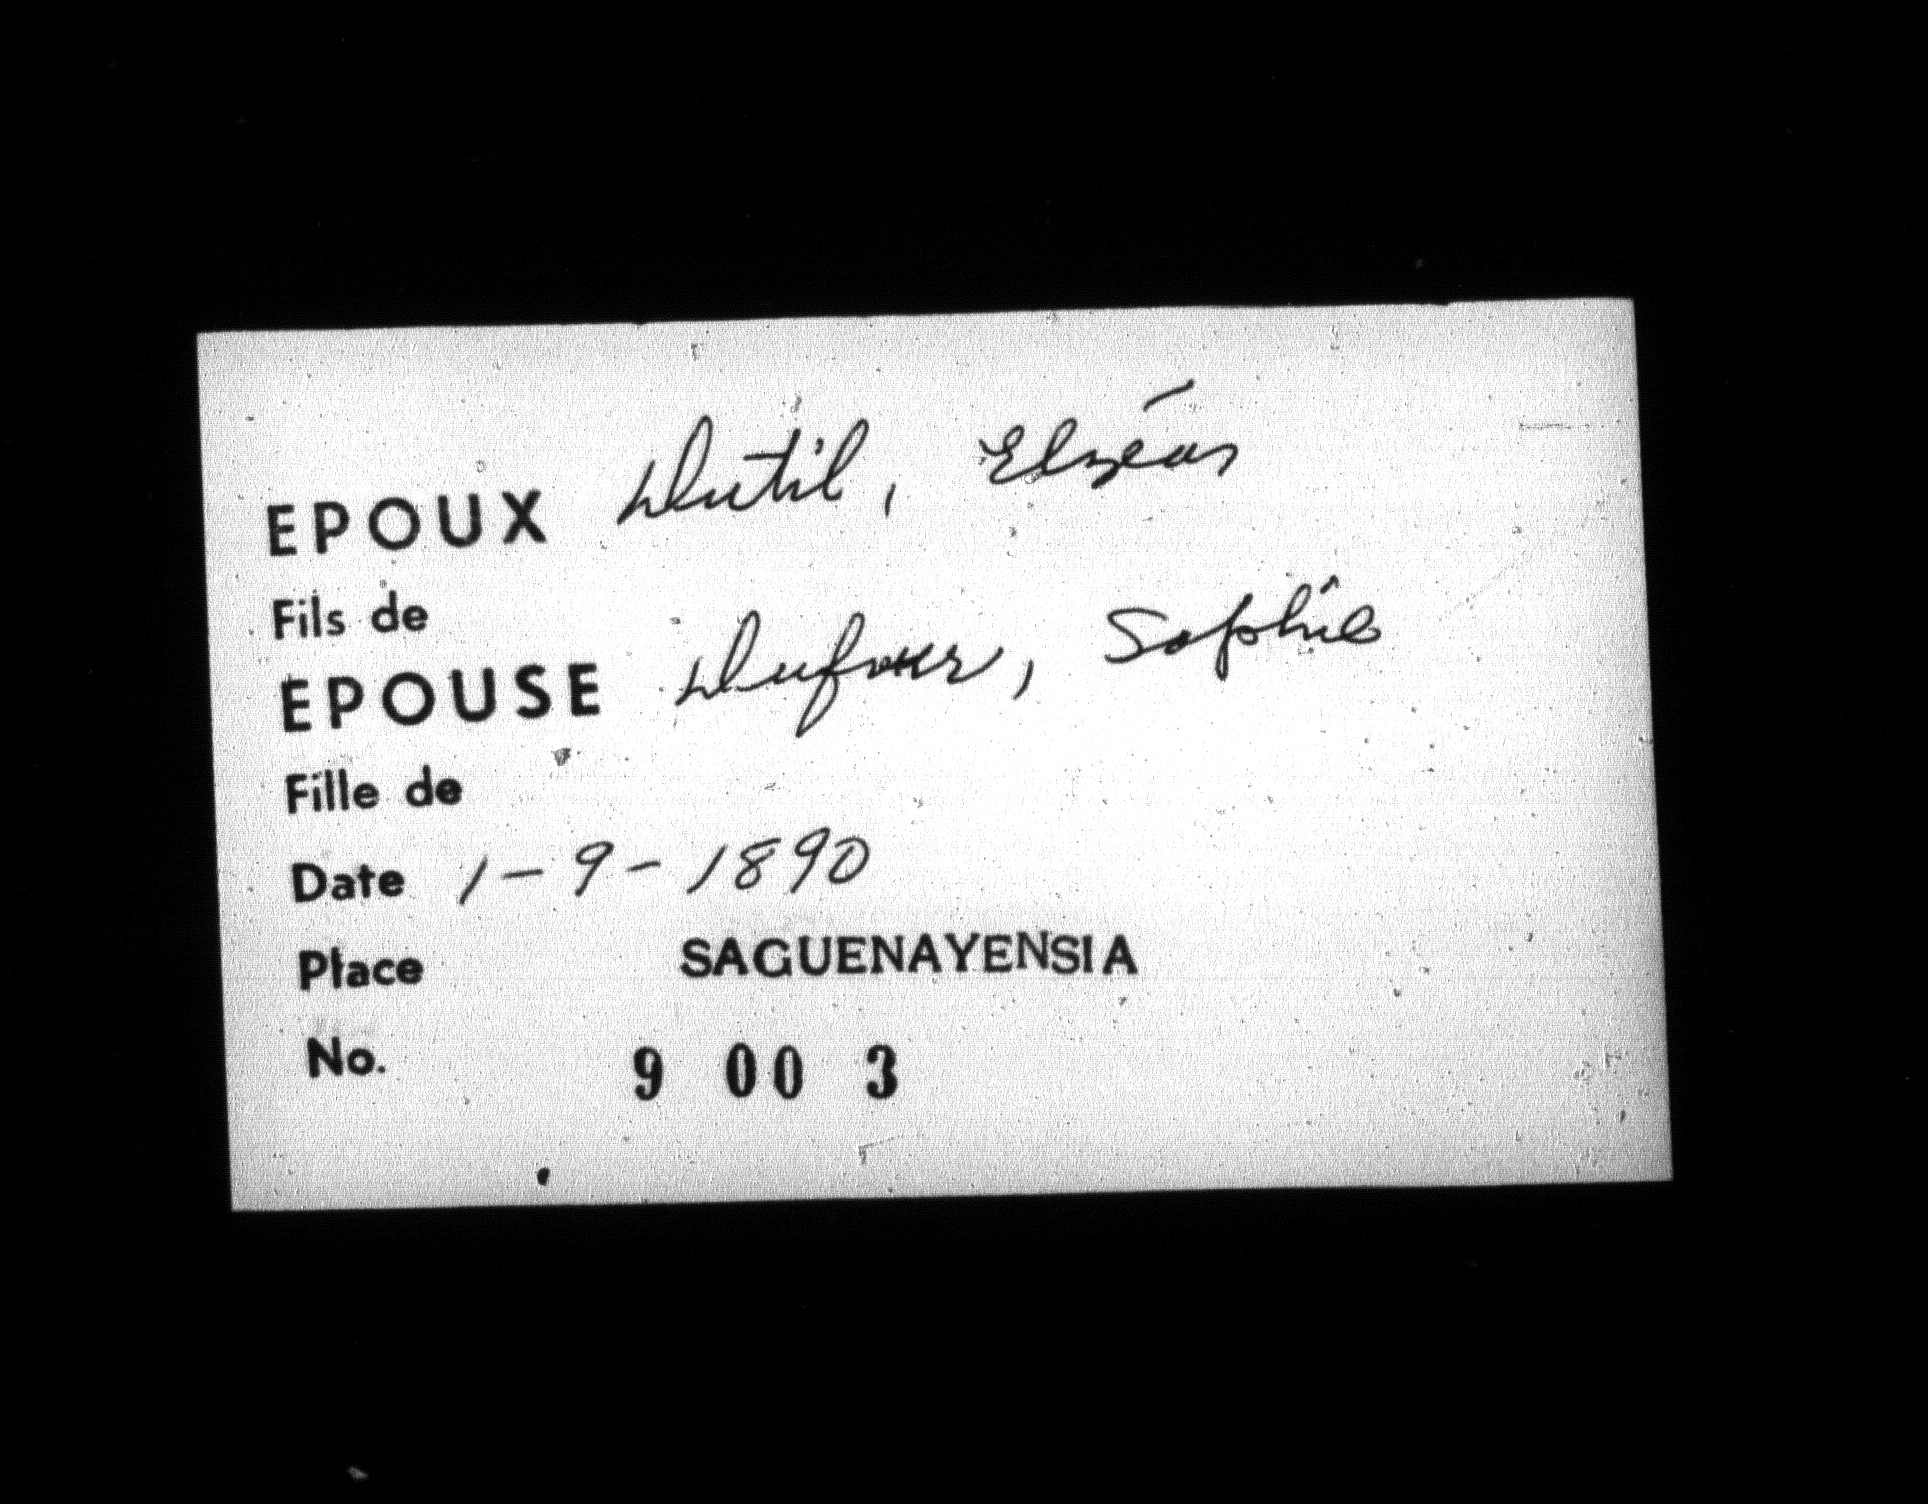 EPOUX Dutil, Elzéar
Fils de
EPOUSE Dufour, Sophie
Fille de
Date 1-9-1890
Place SAGUENAYENSIA
No. 9 00 3